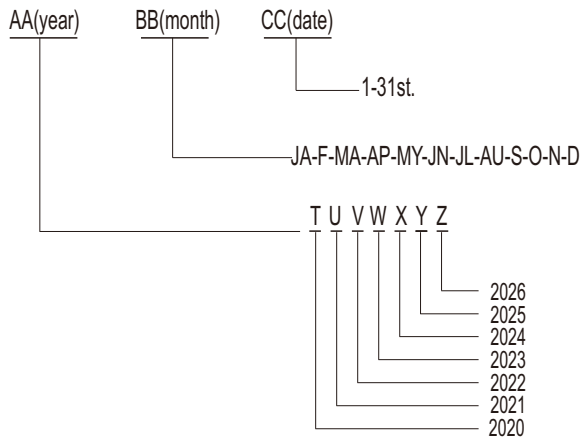 AA(year) BB(month) CC(date)
1-31st.
JA-F-MA-AP-MY-JN-JL-AU-S-O-N-D
T U V W X Y Z
2026
2025
2024
2023
2022
2021
2020